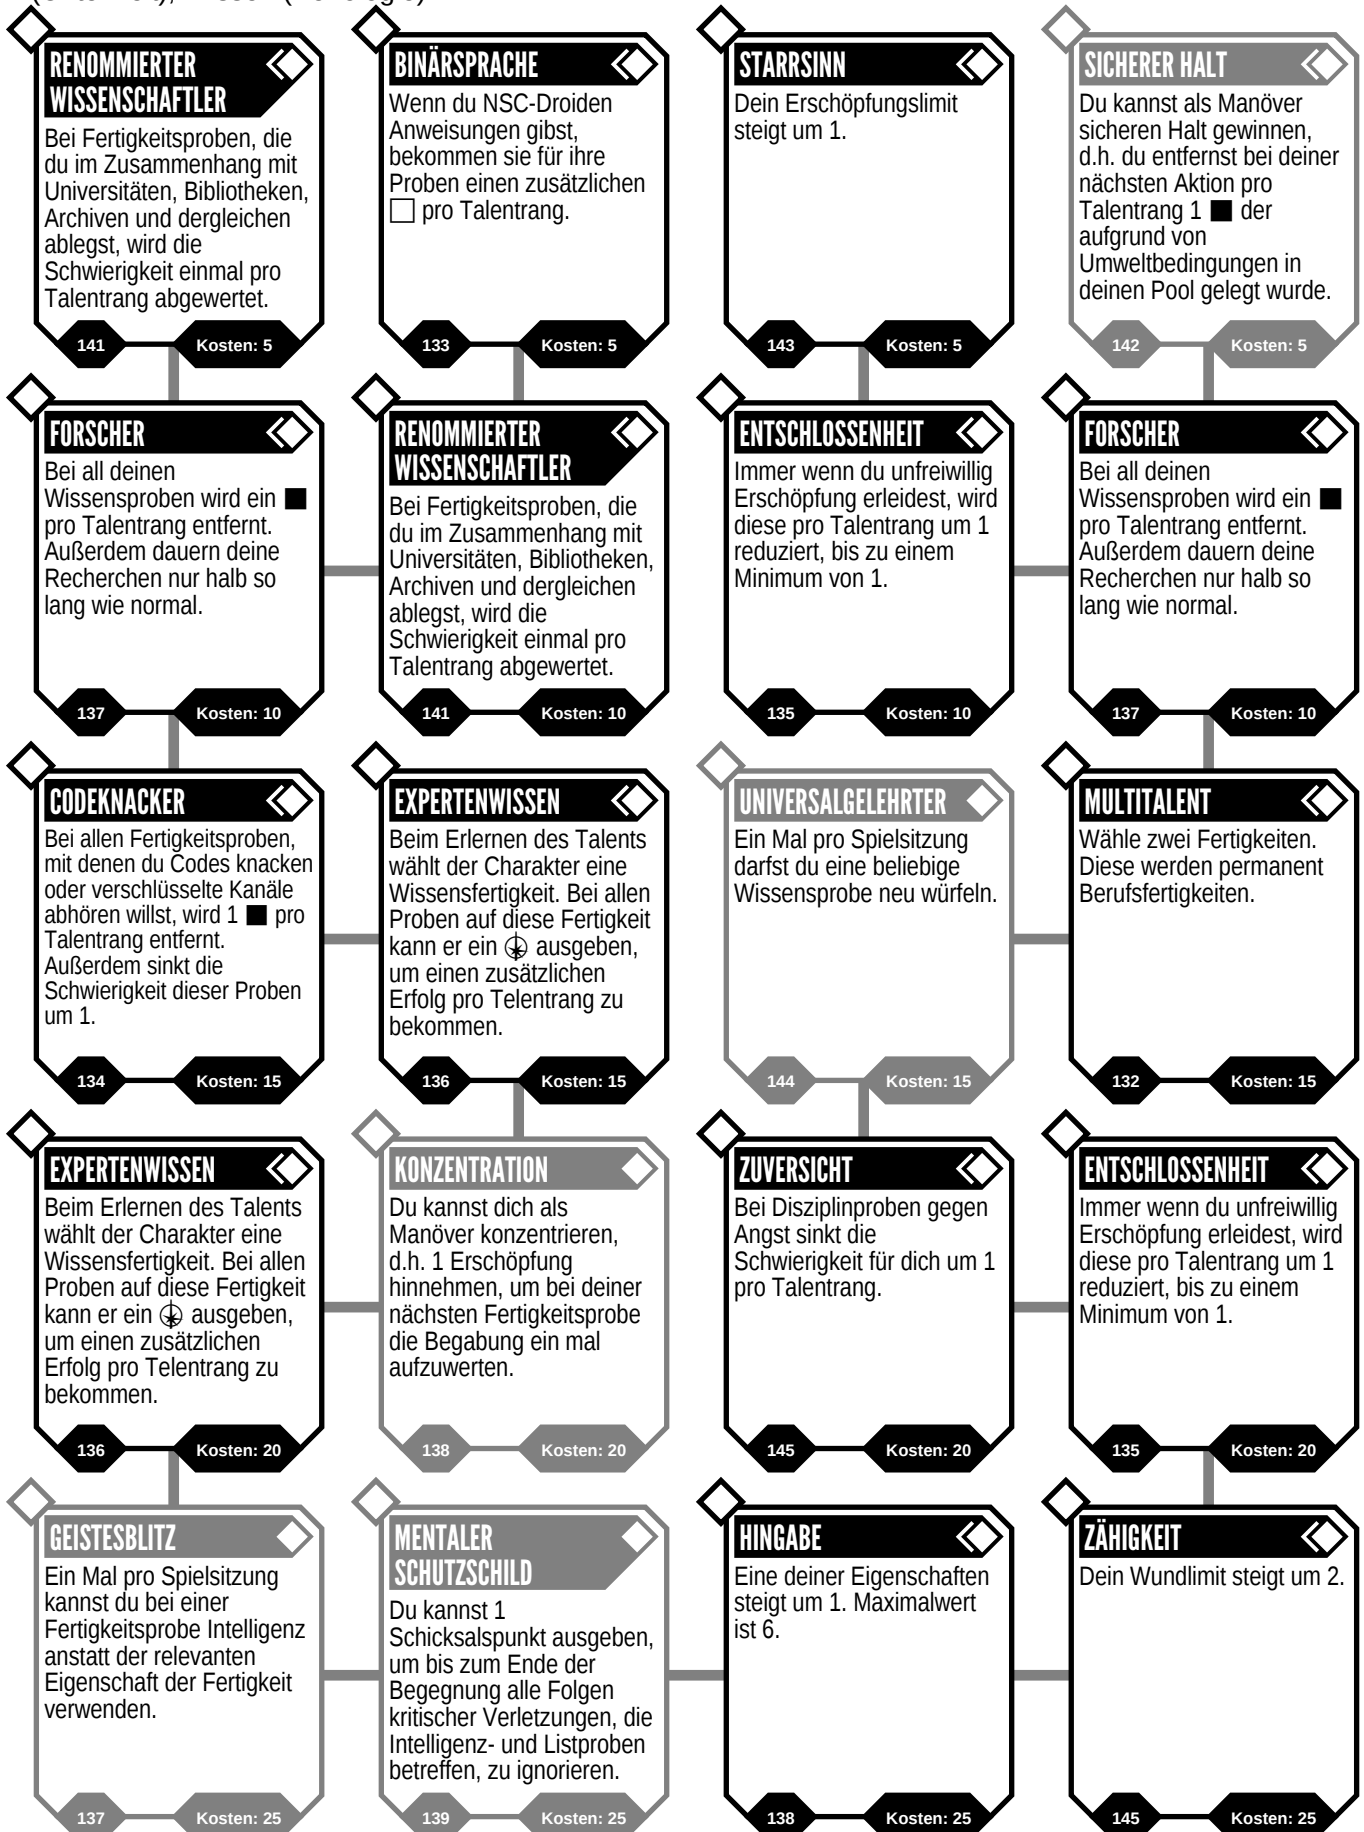 RENOMMIERTER
WISSENSCHAFTLER
Bei Fertigkeitsproben, die
du im Zusammenhang mit
Universitäten, Bibliotheken,
Archiven und dergleichen
ablegst, wird die
Schwierigkeit einmal pro
Talentrang abgewertet.
141
Kosten: 5
BINÄRSPRACHE
Wenn du NSC-Droiden
Anweisungen gibst,
bekommen sie für ihre
Proben einen zusätzlichen
□ pro Talentrang.
133
Kosten: 5
STARRSINN
Dein Erschöpfungslimit
steigt um 1.
143
Kosten: 5
SICHERER HALT
Du kannst als Manöver
sicheren Halt gewinnen,
d.h. du entfernst bei deiner
nächsten Aktion pro
Talentrang 1 ■ der
aufgrund von
Umweltbedingungen in
deinen Pool gelegt wurde.
142
Kosten: 5
FORSCHER
Bei all deinen
Wissensproben wird ein ■
pro Talentrang entfernt.
Außerdem dauern deine
Recherchen nur halb so
lang wie normal.
137
Kosten: 10
RENOMMIERTER
WISSENSCHAFTLER
Bei Fertigkeitsproben, die
du im Zusammenhang mit
Universitäten, Bibliotheken,
Archiven und dergleichen
ablegst, wird die
Schwierigkeit einmal pro
Talentrang abgewertet.
141
Kosten: 10
ENTSCHLOSSENHEIT
Immer wenn du unfreiwillig
Erschöpfung erleidest, wird
diese pro Talentrang um 1
reduziert, bis zu einem
Minimum von 1.
135
Kosten: 10
FORSCHER
Bei all deinen
Wissensproben wird ein ■
pro Talentrang entfernt.
Außerdem dauern deine
Recherchen nur halb so
lang wie normal.
137
Kosten: 10
CODEKNACKER
Bei allen Fertigkeitsproben,
mit denen du Codes knacken
oder verschlüsselte Kanäle
abhören willst, wird 1 ■ pro
Talentrang entfernt.
Außerdem sinkt die
Schwierigkeit dieser Proben
um 1.
134
Kosten: 15
EXPERTENWISSEN
Beim Erlernen des Talents
wählt der Charakter eine
Wissensfertigkeit. Bei allen
Proben auf diese Fertigkeit
kann er ein ausgeben,
um einen zusätzlichen
Erfolg pro Telentrang zu
bekommen.
136
Kosten: 15
UNIVERSALGELEHRTER
Ein Mal pro Spielsitzung
darfst du eine beliebige
Wissensprobe neu würfeln.
144
Kosten: 15
MULTITALENT
Wähle zwei Fertigkeiten.
Diese werden permanent
Berufsfertigkeiten.
132
Kosten: 15
EXPERTENWISSEN
Beim Erlernen des Talents
wählt der Charakter eine
Wissensfertigkeit. Bei allen
Proben auf diese Fertigkeit
kann er ein ausgeben,
um einen zusätzlichen
Erfolg pro Telentrang zu
bekommen.
136
Kosten: 20
KONZENTRATION
Du kannst dich als
Manöver konzentrieren,
d.h. 1 Erschöpfung
hinnehmen, um bei deiner
nächsten Fertigkeitsprobe
die Begabung ein mal
aufzuwerten.
138
Kosten: 20
ZUVERSICHT
Bei Disziplinproben gegen
Angst sinkt die
Schwierigkeit für dich um 1
pro Talentrang.
145
Kosten: 20
ENTSCHLOSSENHEIT
Immer wenn du unfreiwillig
Erschöpfung erleidest, wird
diese pro Talentrang um 1
reduziert, bis zu einem
Minimum von 1.
135
Kosten: 20
GEISTESBLITZ
Ein Mal pro Spielsitzung
kannst du bei einer
Fertigkeitsprobe Intelligenz
anstatt der relevanten
Eigenschaft der Fertigkeit
verwenden.
137
Kosten: 25
MENTALER
SCHUTZSCHILD
Du kannst 1
Schicksalspunkt ausgeben,
um bis zum Ende der
Begegnung alle Folgen
kritischer Verletzungen, die
Intelligenz- und Listproben
betreffen, zu ignorieren.
139
Kosten: 25
HINGABE
Eine deiner Eigenschaften
steigt um 1. Maximalwert
ist 6.
138
Kosten: 25
ZÄHIGKEIT
Dein Wundlimit steigt um 2.
145
Kosten: 25